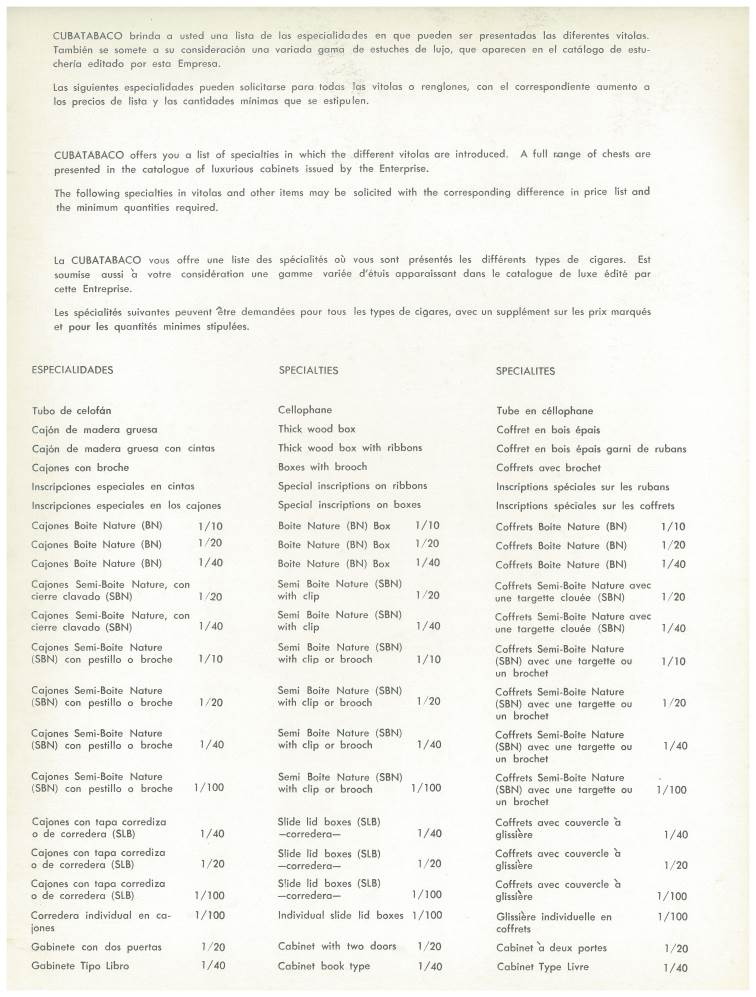 CUBATABACO brinda a usted una lista de las especialidades en que pueden ser presentadas las diferentes vitolas.
También se somete a su consideración una variada gama de estuches de lujo, que aparecen en el catálogo de estu-
chería editado por esta Empresa.
Las siguientes especialidades pueden solicitarse para todas las vitolas o renglones, con el correspondiente aumento a
los precios de lista y las cantidades mínimas que se estipulen.
CUBATABACO offers you a list of specialties in which the different vitolas are introduced. A full range of chests are
presented in the catalogue of luxurious cabinets issued by the Enterprise.
The following specialties in vitolas and other items may be solicited with the corresponding difference in price list and
the minimum quantities required.
La CUBATABACO vous offre une liste des spécialités où vous sont présentés les différents types de cigares. Est
soumise aussi à votre considération une gamme variée d'étuis apparaissant dans le catalogue de luxe édité par
cette Entreprise.
Les spécialités suivantes peuvent être demandées pour tous les types de cigares, avec un supplément sur les prix marqués
et pour les quantités minimes stipulées.
ESPECIALIDADES SPECIALTIES SPECIALITES
Tubo de celofán Cellophane Tube en céllophane
Cajón de madera gruesa Thick wood box Coffret en bois épais
Cajón de madera gruesa con cintas Thick wood box with ribbons Coffret en bois épais garni de rubans
Cajones con broche Boxes with brooch Coffrets avec brochet
Inscripciones especiales en cintas Special inscriptions on ribbons Inscriptions spéciales sur les rubans
Inscripciones especiales en los cajones Special inscriptions on boxes Inscriptions spéciales sur les coffrets
Cajones Boite Nature (BN) 1/10 Boite Nature (BN) Box 1/10 Coffrets Boite Nature (BN) 1/10
Cajones Boite Nature (BN) 1/20 Boite Nature (BN) Box 1/20 Coffrets Boite Nature (BN) 1/20
Cajones Boite Nature (BN) 1/40 Boite Nature (BN) Box 1/40 Coffrets Boite Nature (BN) 1/40
Cajones Semi-Boite Nature, con Semi Boite Nature (SBN) Coffrets Semi-Boite Nature avec
cierre clavado (SBN) 1/20 with clip 1/20 une targette clouée (SBN) 1/20
Cajones Semi-Boite Nature, con Semi Boite Nature (SBN) Coffrets Semi-Boite Nature avec
cierre clavado (SBN) 1/40 with clip 1/40 une targette clouée (SBN) 1/40
Cajones Semi-Boite Nature Semi Boite Nature (SBN) Coffrets Semi-Boite Nature
(SBN) con pestillo o broche 1/10 with clip or brooch 1/10 (SBN) avec une targette ou 1/10
un brochet
Cajones Semi-Boite Nature Semi Boite Nature (SBN) Coffrets Semi-Boite Nature
(SBN) con pestillo o broche 1/20 with clip or brooch 1/20 (SBN) avec une targette ou 1/20
un brochet
Cajones Semi-Boite Nature Semi Boite Nature (SBN) Coffrets Semi-Boite Nature
(SBN) con pestillo o broche 1/40 with clip or brooch 1/40 (SBN) avec une targette ou 1/40
un brochet
Cajones Semi-Boite Nature Semi Boite Nature (SBN) Coffrets Semi-Boite Nature
(SBN) con pestillo o broche 1/100 with clip or brooch 1/100 (SBN) avec une targette ou 1/100
un brochet
Cajones con tapa corrediza Slide lid boxes (SLB) Coffrets avec couvercle à
o de corredera (SLB) 1/40 —corredera— 1/40 glissière 1/40
Cajones con tapa corrediza Slide lid boxes (SLB) Coffrets avec couvercle à
o de corredera (SLB) 1/20 —corredera— 1/20 glissière 1/20
Cajones con tapa corrediza Slide lid boxes (SLB) Coffrets avec couvercle à
o de corredera (SLB) 1/100 —corredera— 1/100 glissière 1/100
Corredera individual en ca- 1/100 Individual slide lid boxes 1/100 Glissière individuelle en 1/100
jones coffrets
Gabinete con dos puertas 1/20 Cabinet with two doors 1/20 Cabinet à deux portes 1/20
Gabinete Tipo Libro 1/40 Cabinet book type 1/40 Cabinet Type Livre 1/40